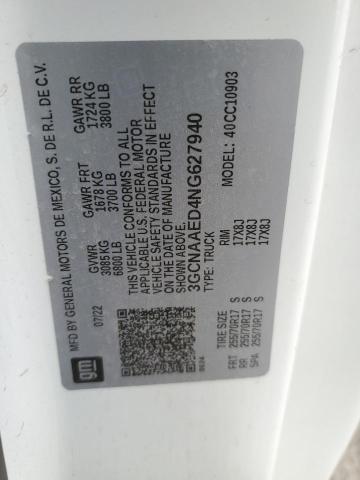 MFD BY GENERAL MOTORS DE MEXICO, S. DE R.L. DE C.V.
07/22
GVWR
3085 KG
6800 LB
GAWR FRT
1678 KG
3700 LB
GAWR RR
1724 KG
3800 LB
THIS VEHICLE CONFORMS TO ALL
APPLICABLE U.S. FEDERAL MOTOR
VEHICLE SAFETY STANDARDS IN EFFECT
ON THE DATE OF MANUFACTURE
SHOWN ABOVE.
3GCNAAED4NG627940
TYPE: TRUCK
MODEL: 40CC10903
gm
TIRE SIZE
RIM
FRT 255/70R17 S 17X8J
RR 255/70R17 S 17X8J
SPA 255/70R17 S 17X8J